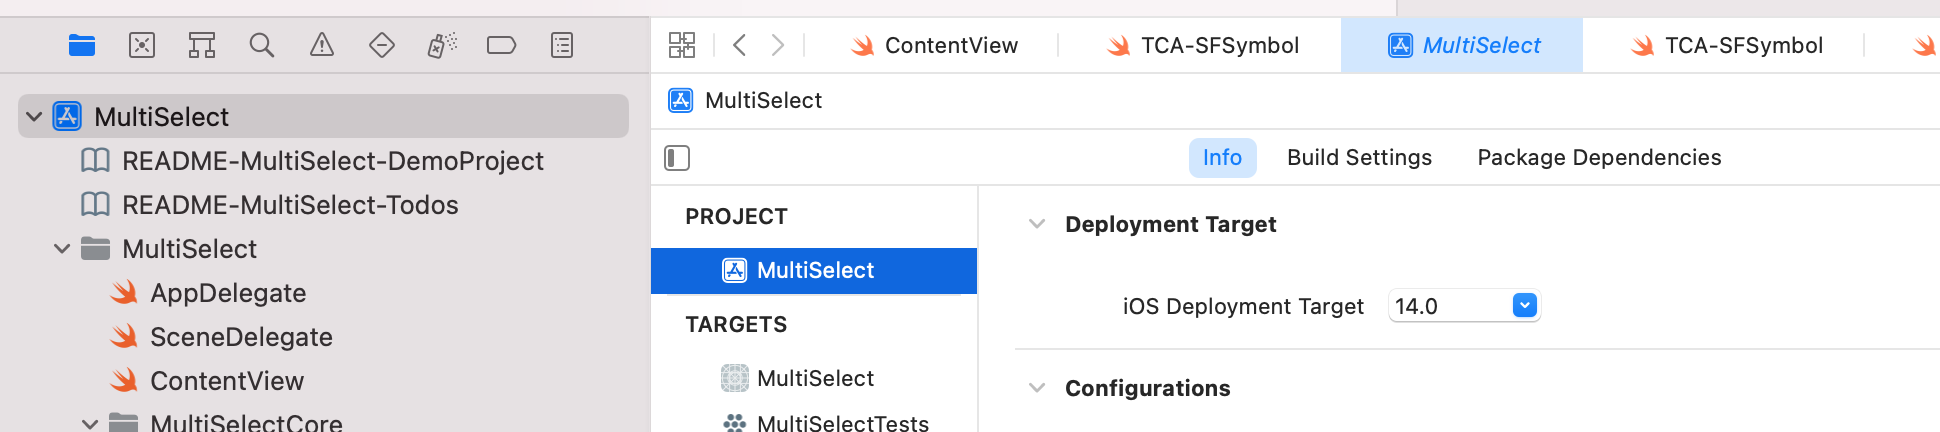 ContentView
TCA-SFSymbol
MultiSelect
TCA-SFSymbol
MultiSelect
README-MultiSelect-DemoProject
README-MultiSelect-Todos
MultiSelect
AppDelegate
SceneDelegate
ContentView
MultiSelectCore
MultiSelect
Info
Build Settings
Package Dependencies
PROJECT
MultiSelect
TARGETS
MultiSelect
MultiSelectTests
Deployment Target
iOS Deployment Target 14.0
Configurations